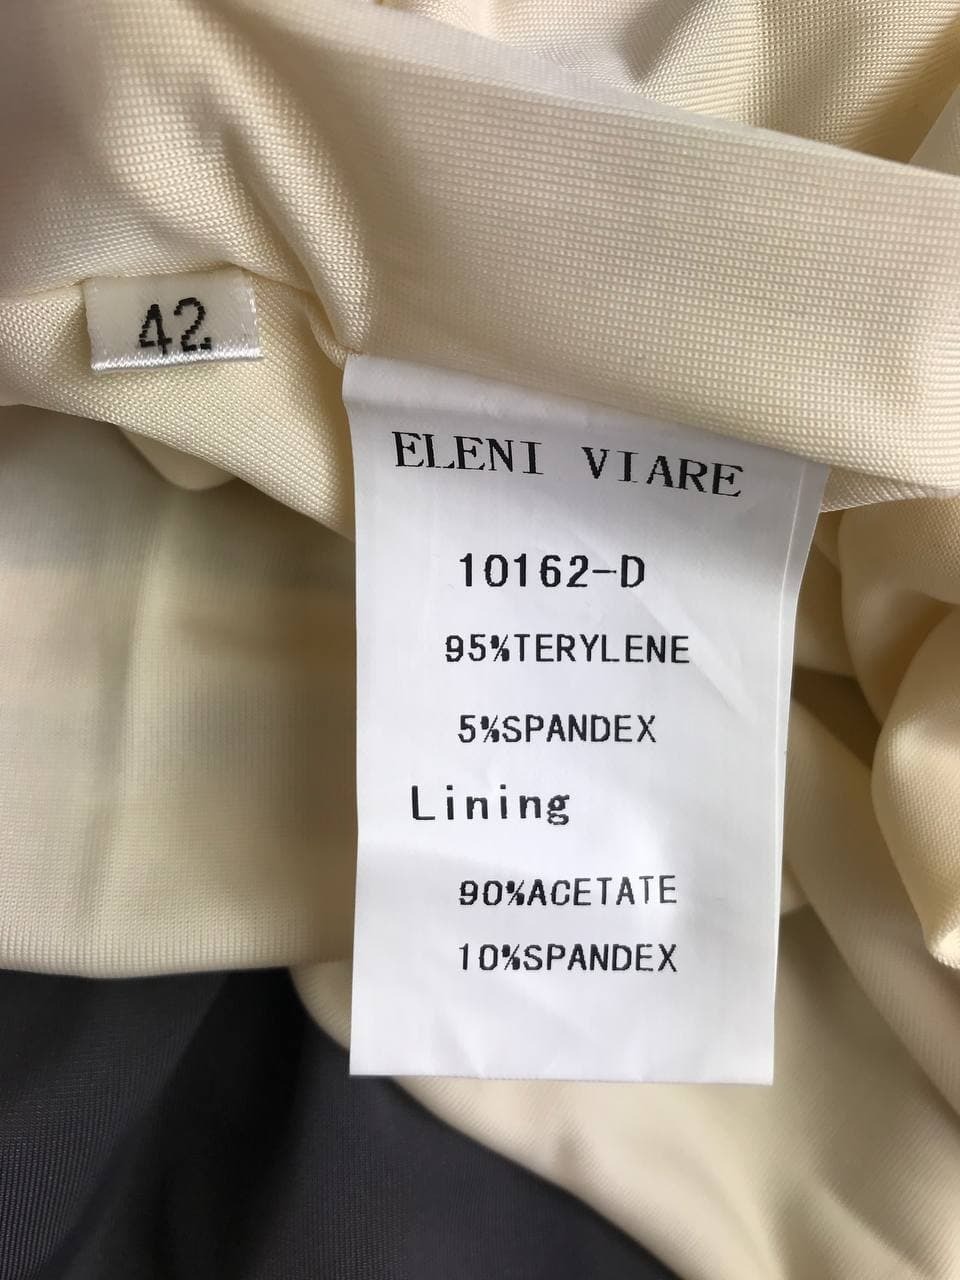 42
ELENI VIARE
10162-D
95%TERYLENE
5%SPANDEX
Lining
90%ACETATE
10%SPANDEX